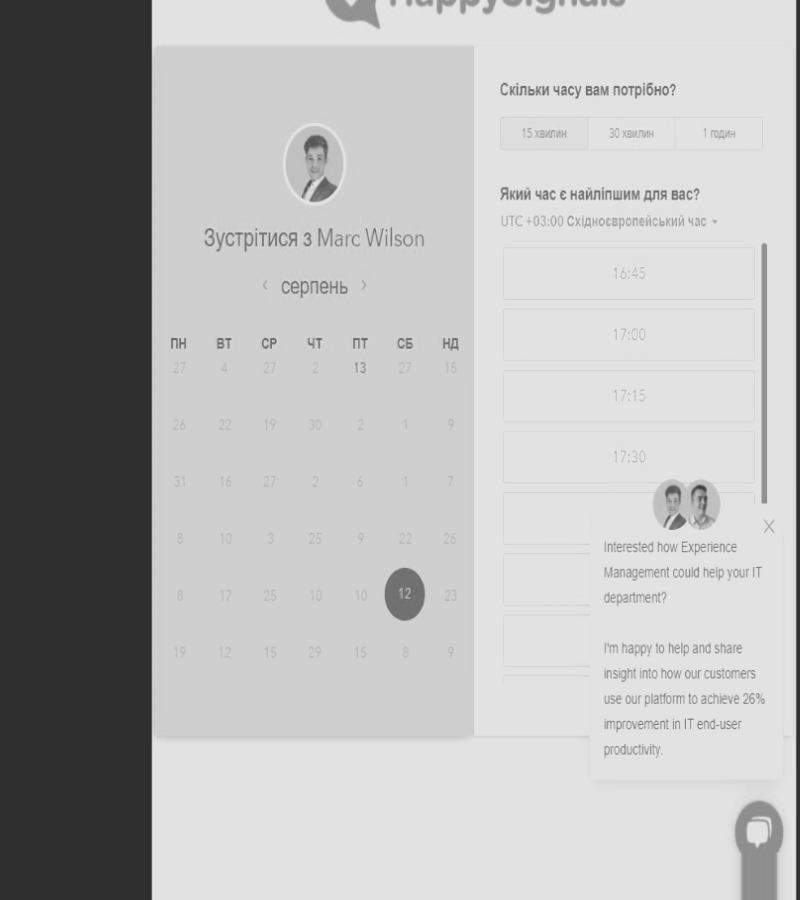 HappySignals
Зустрітися з Marc Wilson
серпень
ПН ВТ СР ЧТ ПТ СБ НД
27 4 27 2 13 27 15
26 22 19 30 2 1 9
31 16 27 2 6 1 7
8 10 3 25 9 22 26
8 17 25 10 10 12 23
19 12 15 29 15 8 9
Скільки часу вам потрібно?
15 хвилин 30 хвилин 1 годин
Який час є найліпшим для вас?
UTC +03:00 Східноєвропейський час
16:45
17:00
17:15
17:30
Interested how Experience
Management could help your IT
department?
I'm happy to help and share
insight into how our customers
use our platform to achieve 26%
improvement in IT end-user
productivity.